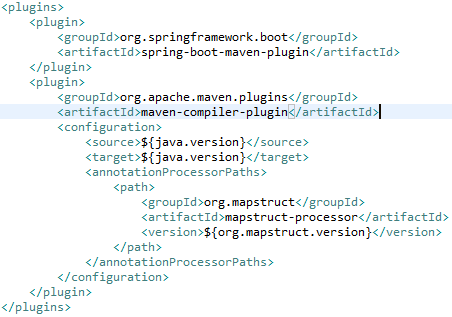 <plugins>
<plugin>
<groupId>org.springframework.boot</groupId>
<artifactId>spring-boot-maven-plugin</artifactId>
</plugin>
<plugin>
<groupId>org.apache.maven.plugins</groupId>
<artifactId>maven-compiler-plugin</artifactId>
<configuration>
<source>${java.version}</source>
<target>${java.version}</target>
<annotationProcessorPaths>
<path>
<groupId>org.mapstruct</groupId>
<artifactId>mapstruct-processor</artifactId>
<version>${org.mapstruct.version}</version>
</path>
</annotationProcessorPaths>
</configuration>
</plugin>
</plugins>